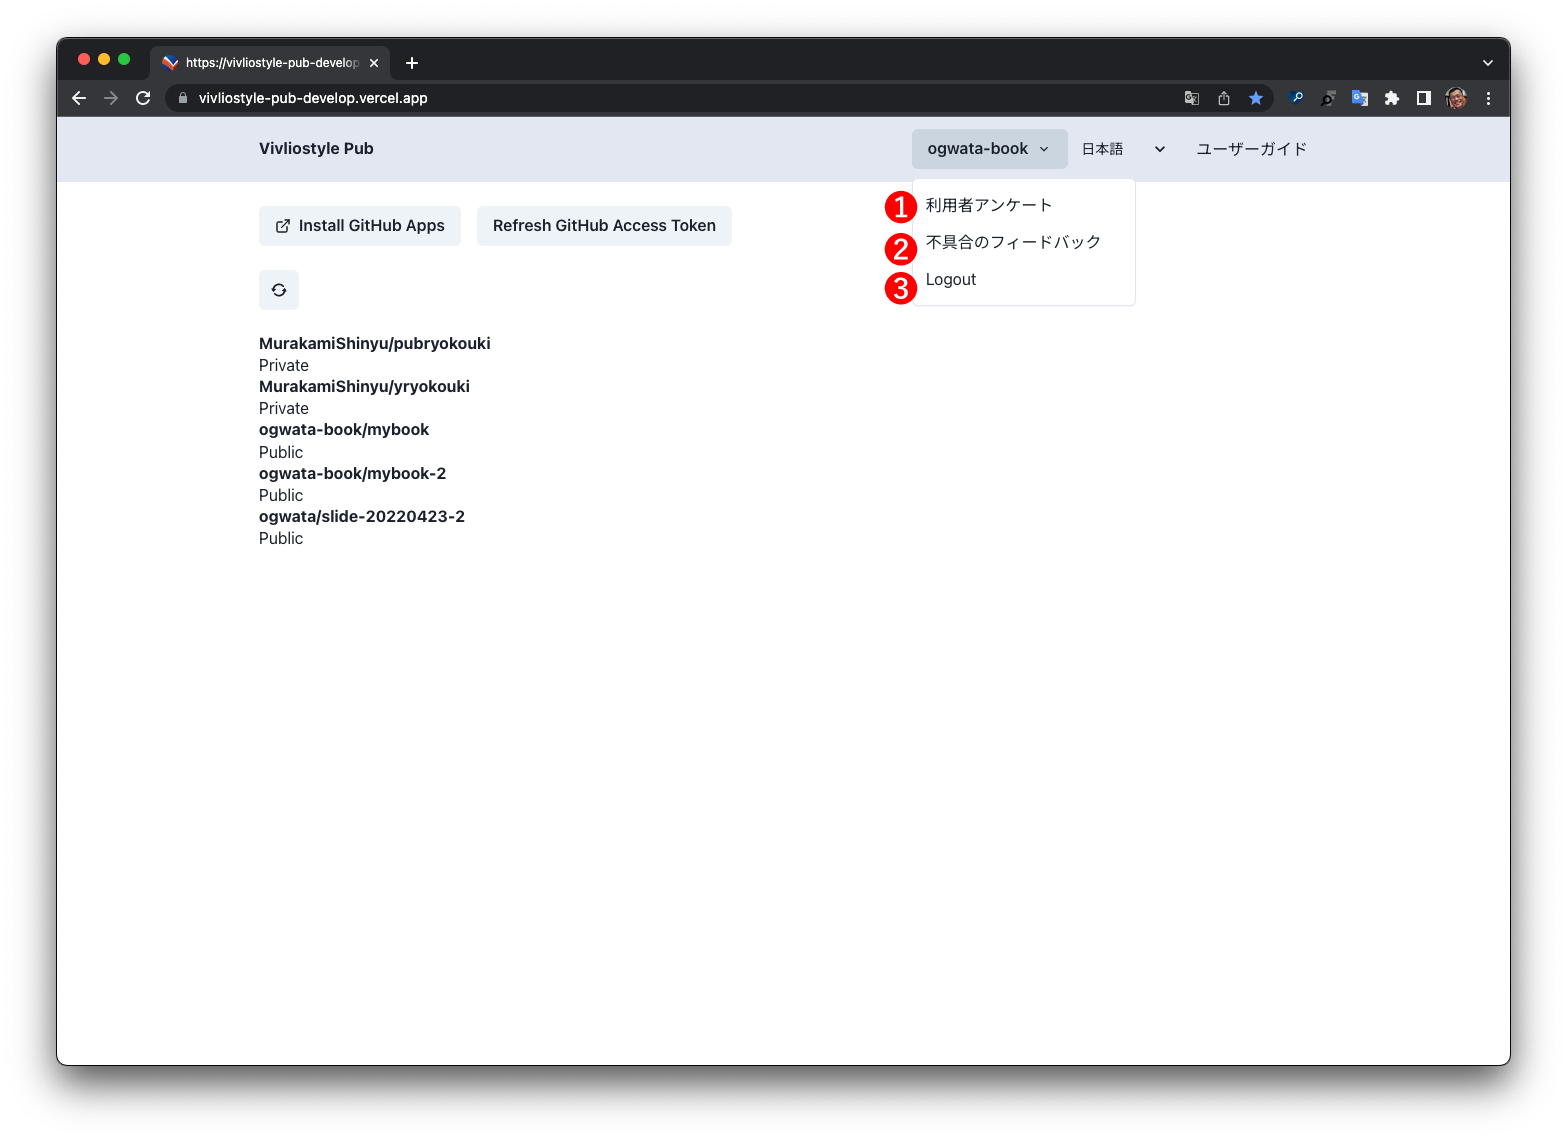 https://vivliostyle-pub-develop
vivliostyle-pub-develop.vercel.app
Vivliostyle Pub
ogwata-book
日本語
ユーザーガイド
1 利用者アンケート
2 不具合のフィードバック
3 Logout
Install GitHub Apps
Refresh GitHub Access Token
MurakamiShinyu/pubryokouki
Private
MurakamiShinyu/yryokouki
Private
ogwata-book/mybook
Public
ogwata-book/mybook-2
Public
ogwata/slide-20220423-2
Public